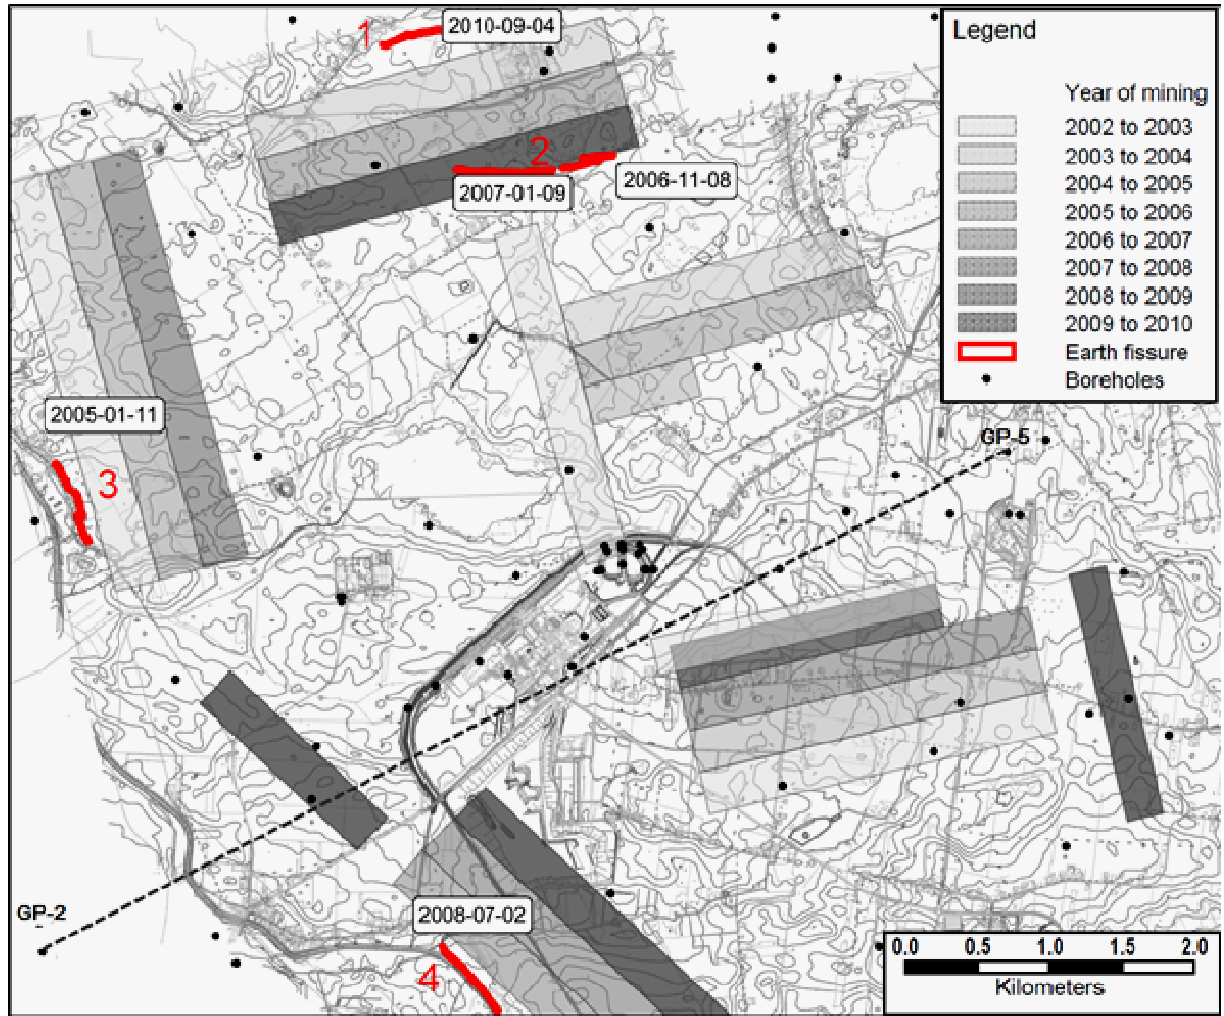 1
2010-09-04
Legend
Year of mining
2002 to 2003
2003 to 2004
2004 to 2005
2005 to 2006
2006 to 2007
2007 to 2008
2008 to 2009
2009 to 2010
Earth fissure
Boreholes
2
2007-01-09
2006-11-08
2005-01-11
3
GP-5
GP-2
2008-07-02
4
0.0 0.5 1.0 1.5 2.0
Kilometers